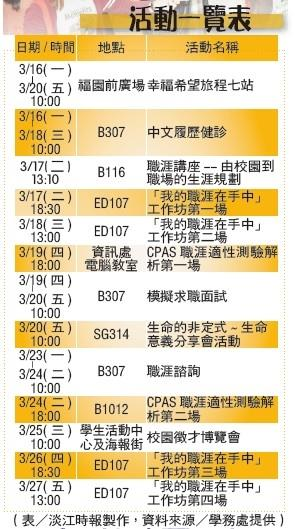 活動一覽表
日期/時間 地點 活動名稱
3/16(一)
|
3/20(五)
10:00
福園前廣場 幸福希望旅程七站
3/16(一)
|
3/18(三)
10:00
B307 中文履歷健診
3/17(二)
13:10
B116 職涯講座--由校園到
職場的生涯規劃
3/17(二)
18:30
ED107 「我的職涯在手中」
工作坊第一場
3/18(三)
13:00
ED107 「我的職涯在手中」
工作坊第二場
3/19(四)
18:00
資訊處
電腦教室
CPAS 職涯適性測驗解
析第一場
3/19(四)
|
3/20(五)
10:00
B307 模擬求職面試
3/20(五)
10:00
SG314 生命的非定式~生命
意義分享會活動
3/23(一)
|
3/24(二)
10:00
B307 職涯諮詢
3/24(二)
18:00
B1012 CPAS 職涯適性測驗解
析第二場
3/25(三)
10:00
學生活動中
心及海報街
校園徵才博覽會
3/26(四)
18:30
ED107 「我的職涯在手中」
工作坊第三場
3/27(五)
13:00
ED107 「我的職涯在手中」
工作坊第四場
(表/淡江時報製作,資料來源/學務處提供)